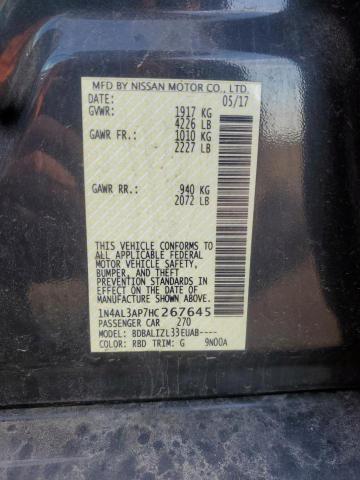 MFD BY NISSAN MOTOR CO., LTD.
DATE: 05/17
GVWR: 1917 KG
4226 LB
GAWR FR.: 1010 KG
2227 LB
GAWR RR.: 940 KG
2072 LB
THIS VEHICLE CONFORMS TO
ALL APPLICABLE FEDERAL
MOTOR VEHICLE SAFETY,
BUMPER, AND THEFT
PREVENTION STANDARDS IN
EFFECT ON THE DATE OF
MANUFACTURE SHOWN ABOVE.
1N4AL3AP7HC267645
PASSENGER CAR 270
MODEL: BDBALIZL33EUAB----
COLOR: RBD TRIM: G 9N00A